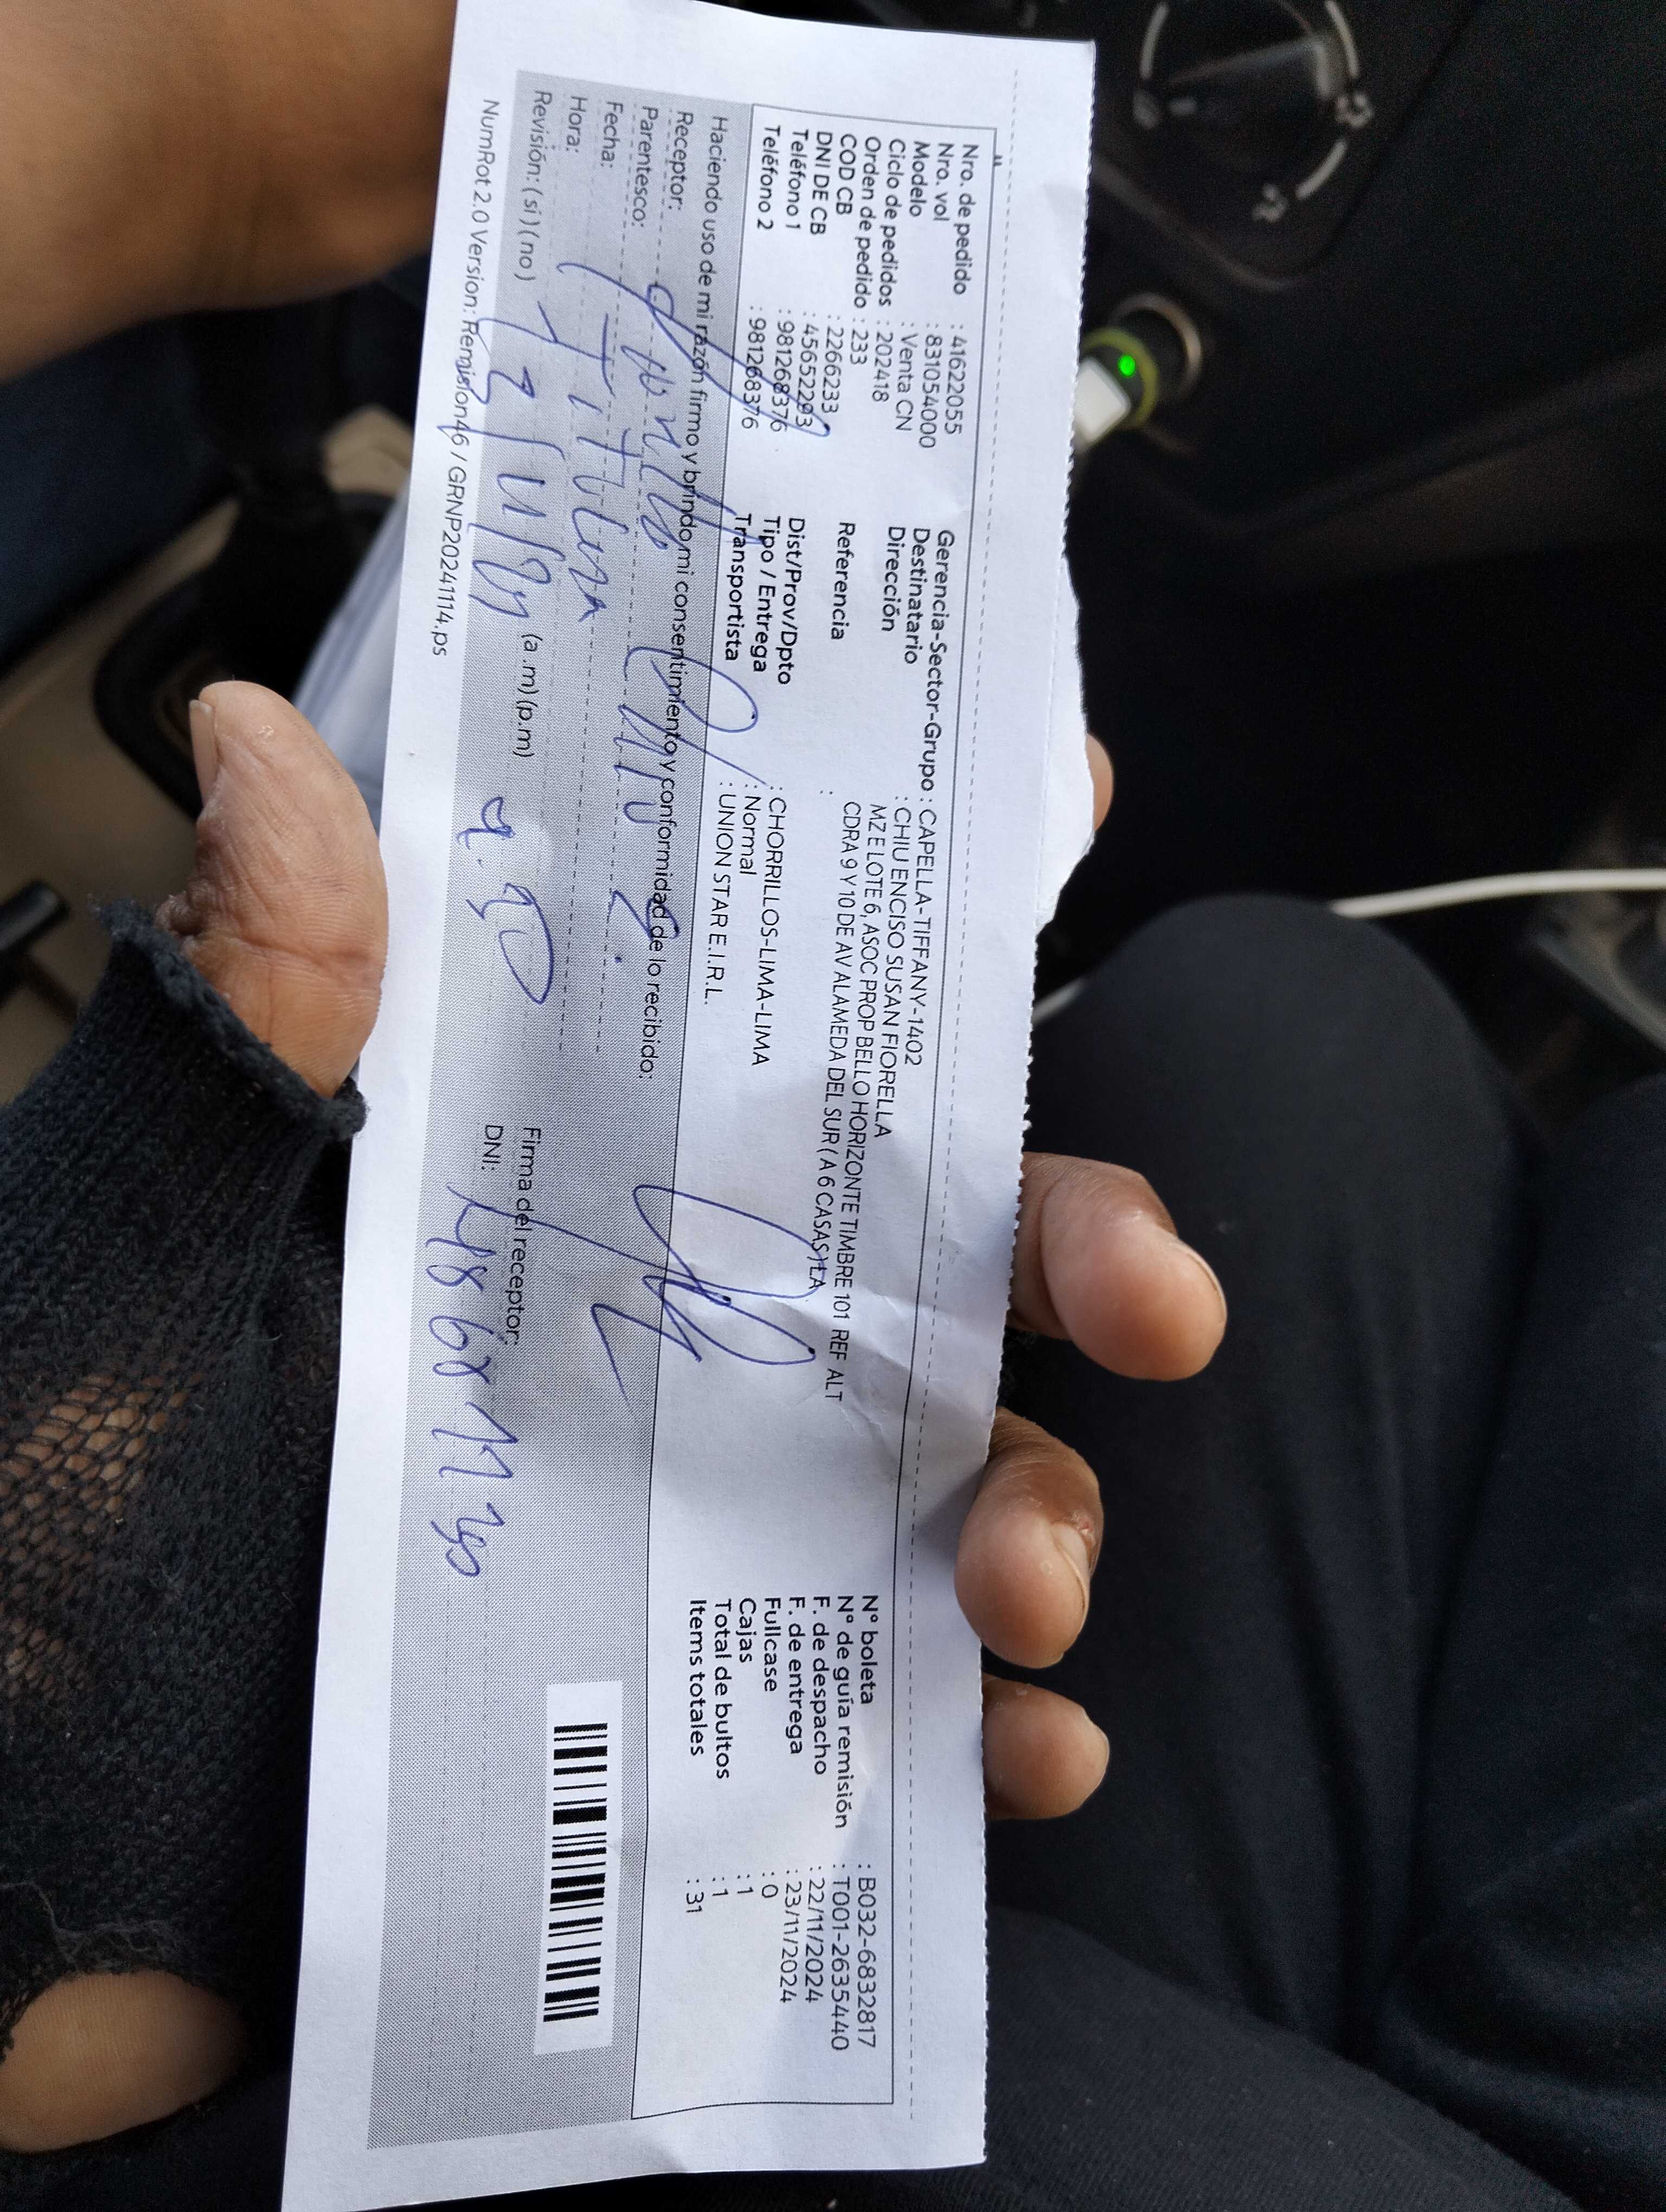 Nro. de pedido : 41622055
Nro. vol : 831054000
Modelo : Venta CN
Ciclo de pedidos : 202418
Orden de pedido : 233
COD CB : 2266233
DNI DE CB : 45652293
Teléfono 1 : 981268376
Teléfono 2 : 981268376
Gerencia-Sector-Grupo : CAPELLA-TIFFANY-1402
Destinatario : CHIU ENCISO SUSAN FIORELLA
Dirección MZ E LOTE 6, ASOC PROP BELLO HORIZONTE TIMBRE 101 REF ALT
CDRA 9 Y 10 DE AV ALAMEDA DEL SUR ( A 6 CASAS) LA
Referencia :
Dist/Prov/Dpto : CHORRILLOS-LIMA-LIMA
Tipo / Entrega : Normal
Transportista : UNION STAR E.I.R.L.
N° boleta : B032-6832817
N° de guía remisión : T001-2635440
F. de despacho : 22/11/2024
F. de entrega : 23/11/2024
Fullcase : 0
Cajas : 1
Total de bultos : 1
Items totales : 31
Haciendo uso de mi razón firmo y brindo mi consentimiento y conformidad de lo recibido:
Receptor:
Parentesco:
Fecha:
Hora:
Revisión: ( si ) ( no ) (a .m) (p.m)
Firma del receptor:
DNI:
NumRot 2.0 Version: Remision46 / GRNP20241114.ps